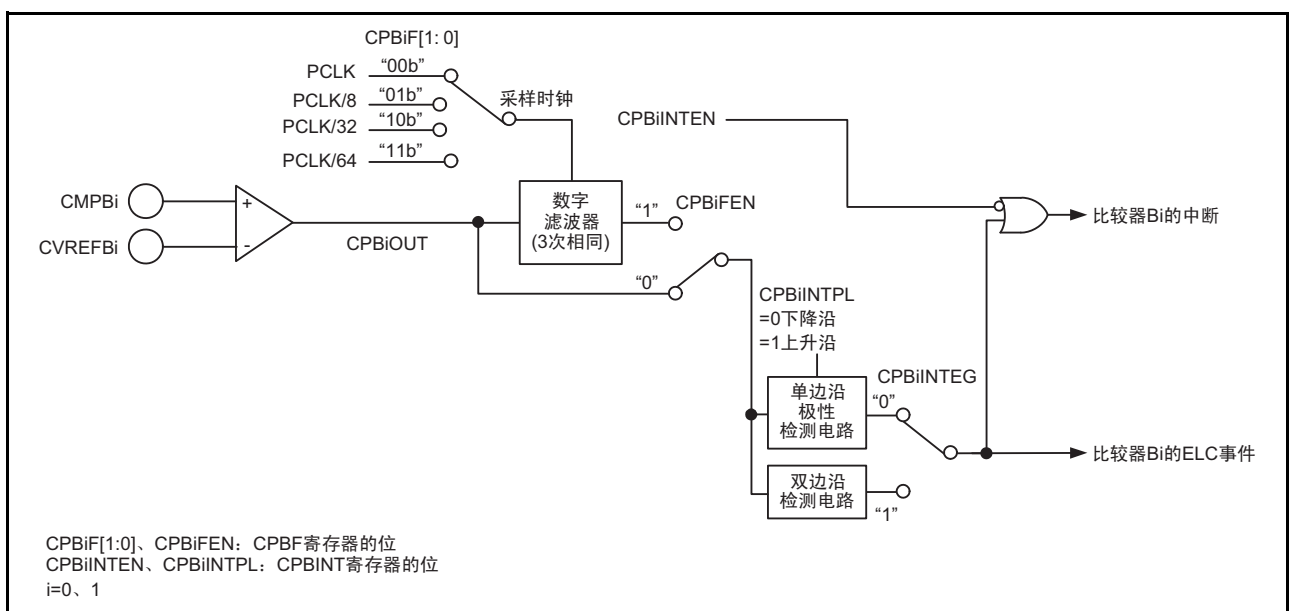 CPBiF[1: 0]
PCLK “00b”
PCLK/8 “01b”
PCLK/32 “10b”
PCLK/64 “11b”
采样时钟
CPBiINTEN
CMPBi
CVREFBi
+
-
CPBiOUT
数字
滤波器
(3次相同)
“1”
CPBiFEN
“0”
比较器Bi的中断
CPBiINTPL
=0下降沿
=1上升沿
单边沿
极性
检测电路
CPBiINTEG
“0”
双边沿
检测电路
“1”
比较器Bi的ELC事件
CPBiF[1:0]、CPBiFEN：CPBF寄存器的位
CPBiINTEN、CPBiINTPL：CPBINT寄存器的位
i=0、1